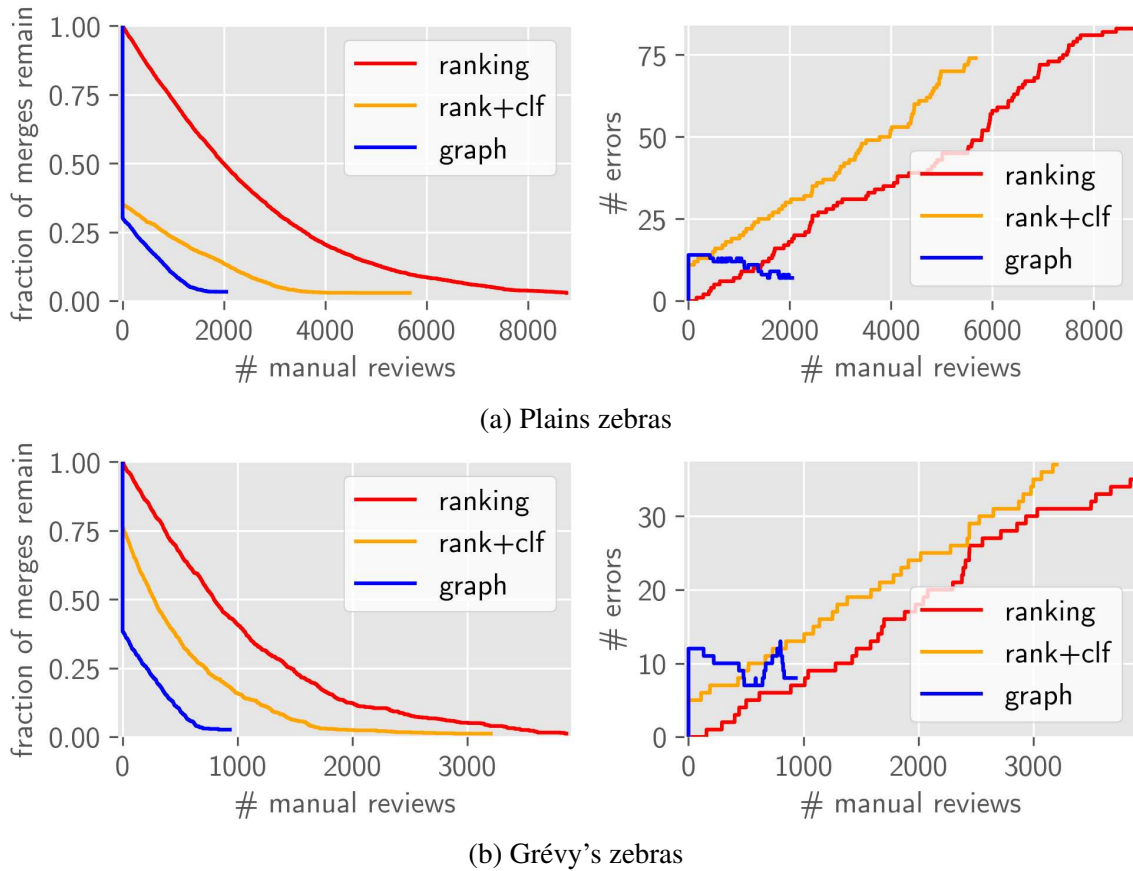 fraction of merges remain
1.00
0.75
0.50
0.25
0.00
0 2000 4000 6000 8000
# manual reviews
ranking
rank+clf
graph
# errors
75
50
25
0
0 2000 4000 6000 8000
# manual reviews
ranking
rank+clf
graph
(a) Plains zebras
fraction of merges remain
1.00
0.75
0.50
0.25
0.00
0 1000 2000 3000
# manual reviews
ranking
rank+clf
graph
# errors
30
20
10
0
0 1000 2000 3000
# manual reviews
ranking
rank+clf
graph
(b) Grévy's zebras